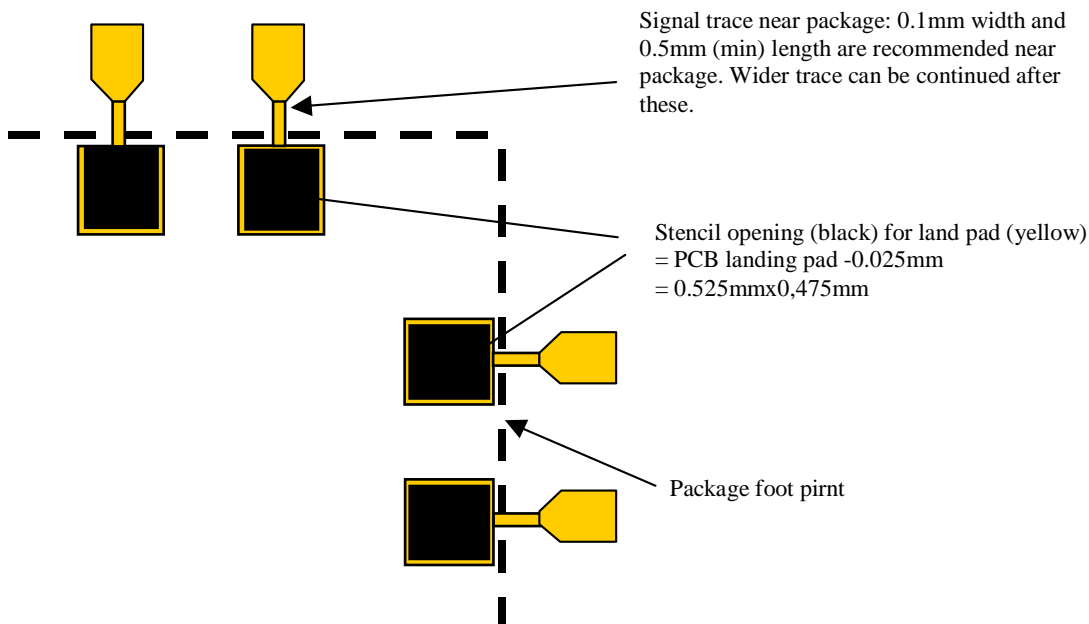 Signal trace near package: 0.1mm width and
0.5mm (min) length are recommended near
package. Wider trace can be continued after
these.
Stencil opening (black) for land pad (yellow)
= PCB landing pad -0.025mm
= 0.525mmx0,475mm
Package foot pirnt